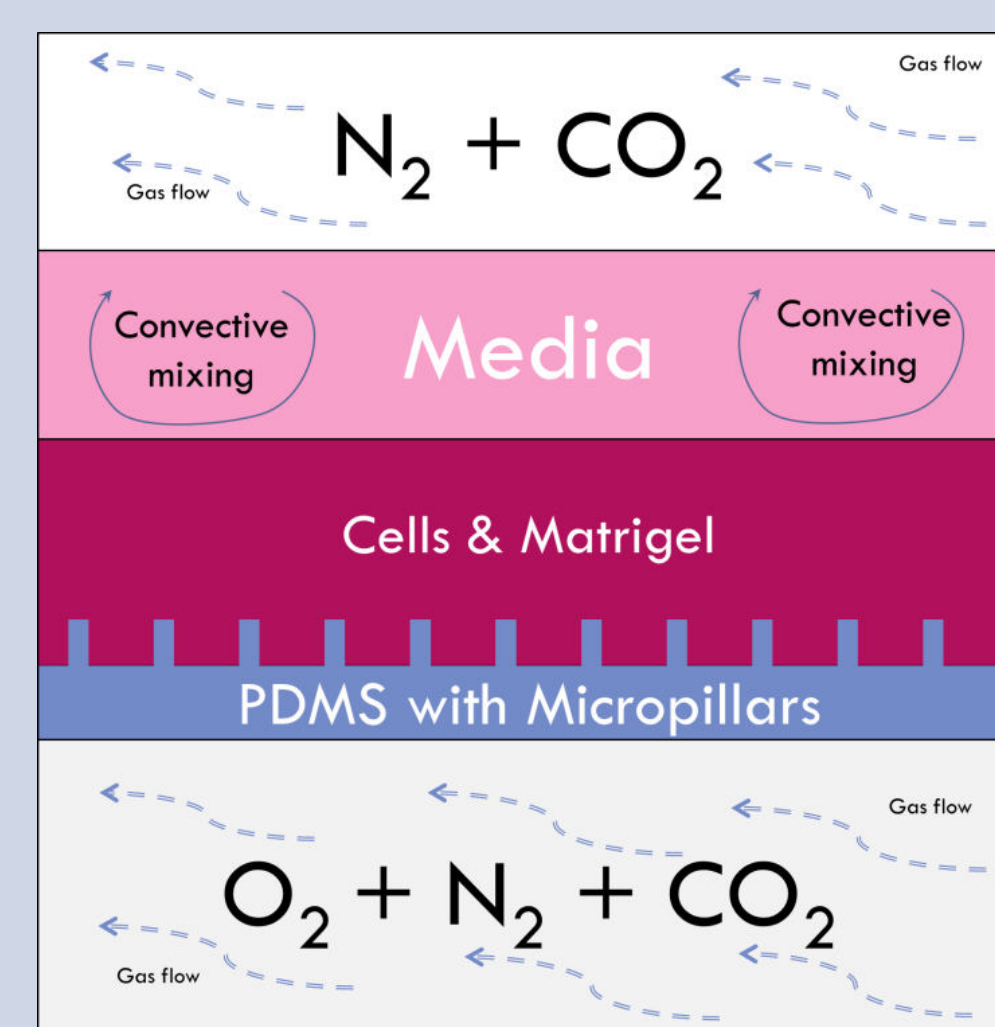 Gas flow
N₂ + CO₂
Gas flow
Convective
mixing
Media
Convective
mixing
Cells & Matrigel
PDMS with Micropillars
Gas flow
O₂ + N₂ + CO₂
Gas flow